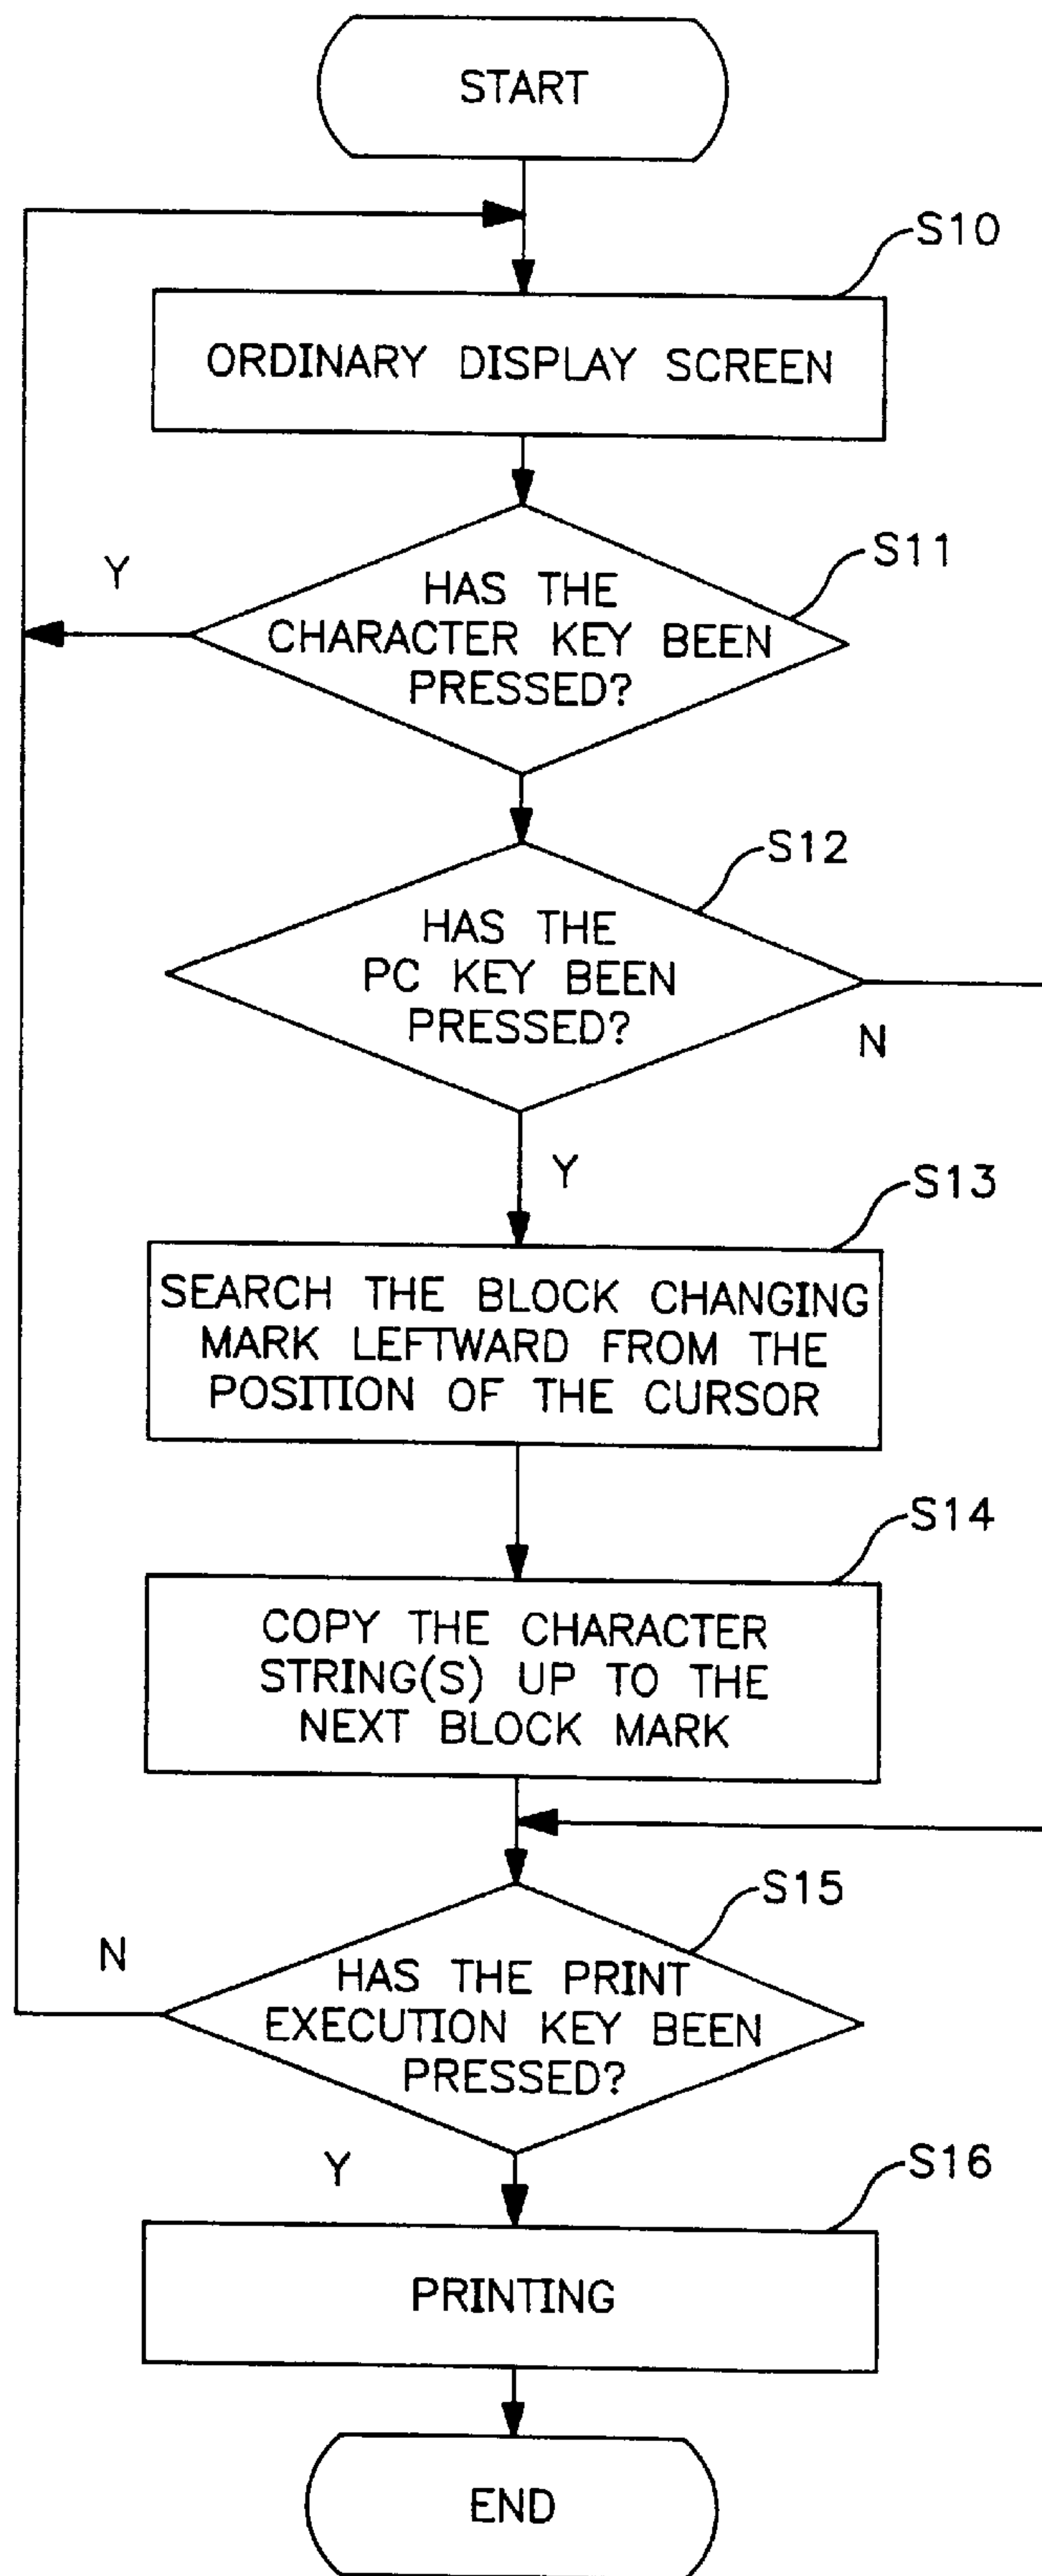 START
S10
ORDINARY DISPLAY SCREEN
S11
Y
HAS THE
CHARACTER KEY BEEN
PRESSED?
S12
HAS THE
PC KEY BEEN
PRESSED?
N
Y
S13
SEARCH THE BLOCK CHANGING
MARK LEFTWARD FROM THE
POSITION OF THE CURSOR
S14
COPY THE CHARACTER
STRING(S) UP TO THE
NEXT BLOCK MARK
S15
N
HAS THE PRINT
EXECUTION KEY BEEN
PRESSED?
Y
S16
PRINTING
END